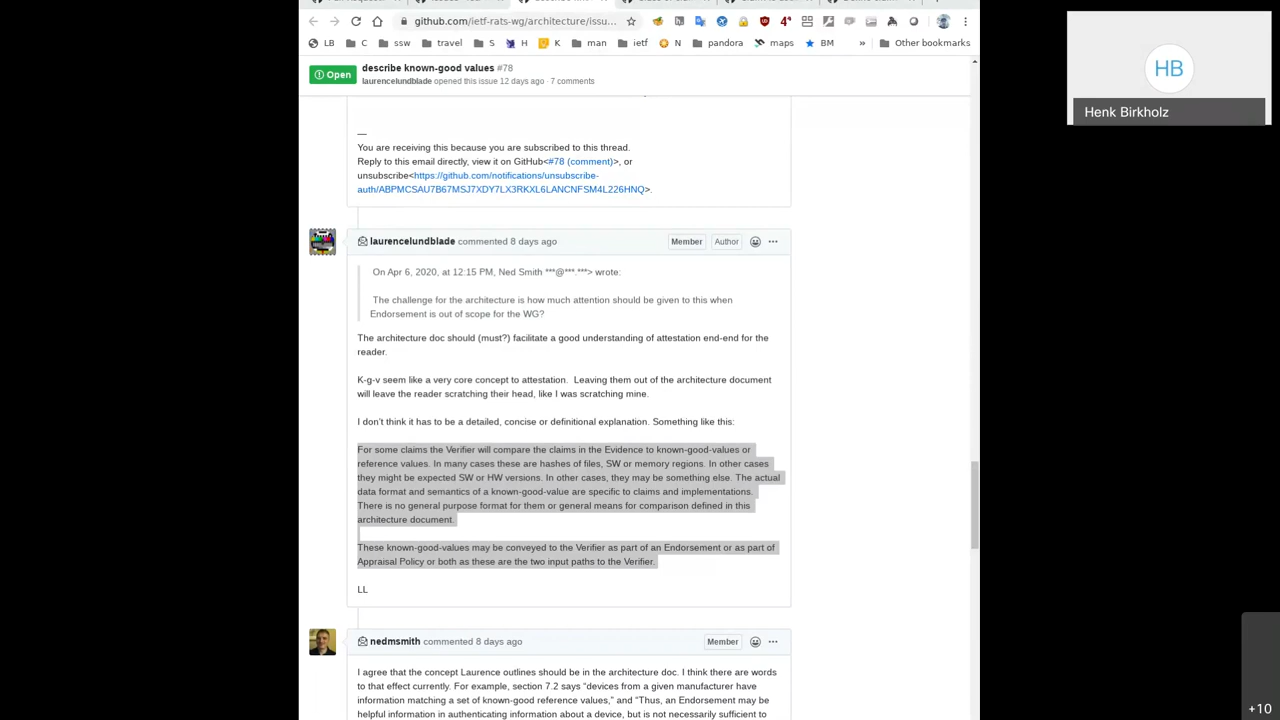 github.com/ietf-rats-wg/architecture/issu...
LB
C
ssw
travel
S
H
K
man
ietf
N
pandora
maps
BM
»
Other bookmarks
Open
describe known-good values #78
laurencelundblade opened this issue 12 days ago · 7 comments
—
You are receiving this because you are subscribed to this thread.
Reply to this email directly, view it on GitHub<#78 (comment)>, or
unsubscribe<https://github.com/notifications/unsubscribe-
auth/ABPMCSAU7B67MSJ7XDY7LX3RKXL6LANCNFSM4L226HNQ>.
laurencelundblade commented 8 days ago
Member
Author
On Apr 6, 2020, at 12:15 PM, Ned Smith ***@***.***> wrote:
The challenge for the architecture is how much attention should be given to this when
Endorsement is out of scope for the WG?
The architecture doc should (must?) facilitate a good understanding of attestation end-end for the
reader.
K-g-v seem like a very core concept to attestation. Leaving them out of the architecture document
will leave the reader scratching their head, like I was scratching mine.
I don't think it has to be a detailed, concise or definitional explanation. Something like this:
For some claims the Verifier will compare the claims in the Evidence to known-good-values or
reference values. In many cases these are hashes of files, SW or memory regions. In other cases
they might be expected SW or HW versions. In other cases, they may be something else. The actual
data format and semantics of a known-good-value are specific to claims and implementations.
There is no general purpose format for them or general means for comparison defined in this
architecture document.
These known-good-values may be conveyed to the Verifier as part of an Endorsement or as part of
Appraisal Policy or both as these are the two input paths to the Verifier.
LL
nedmsmith commented 8 days ago
Member
I agree that the concept Laurence outlines should be in the architecture doc. I think there are words
to that effect currently. For example, section 7.2 says "devices from a given manufacturer have
information matching a set of known-good reference values," and "Thus, an Endorsement may be
helpful information in authenticating information about a device, but is not necessarily sufficient to
HB
Henk Birkholz
+10